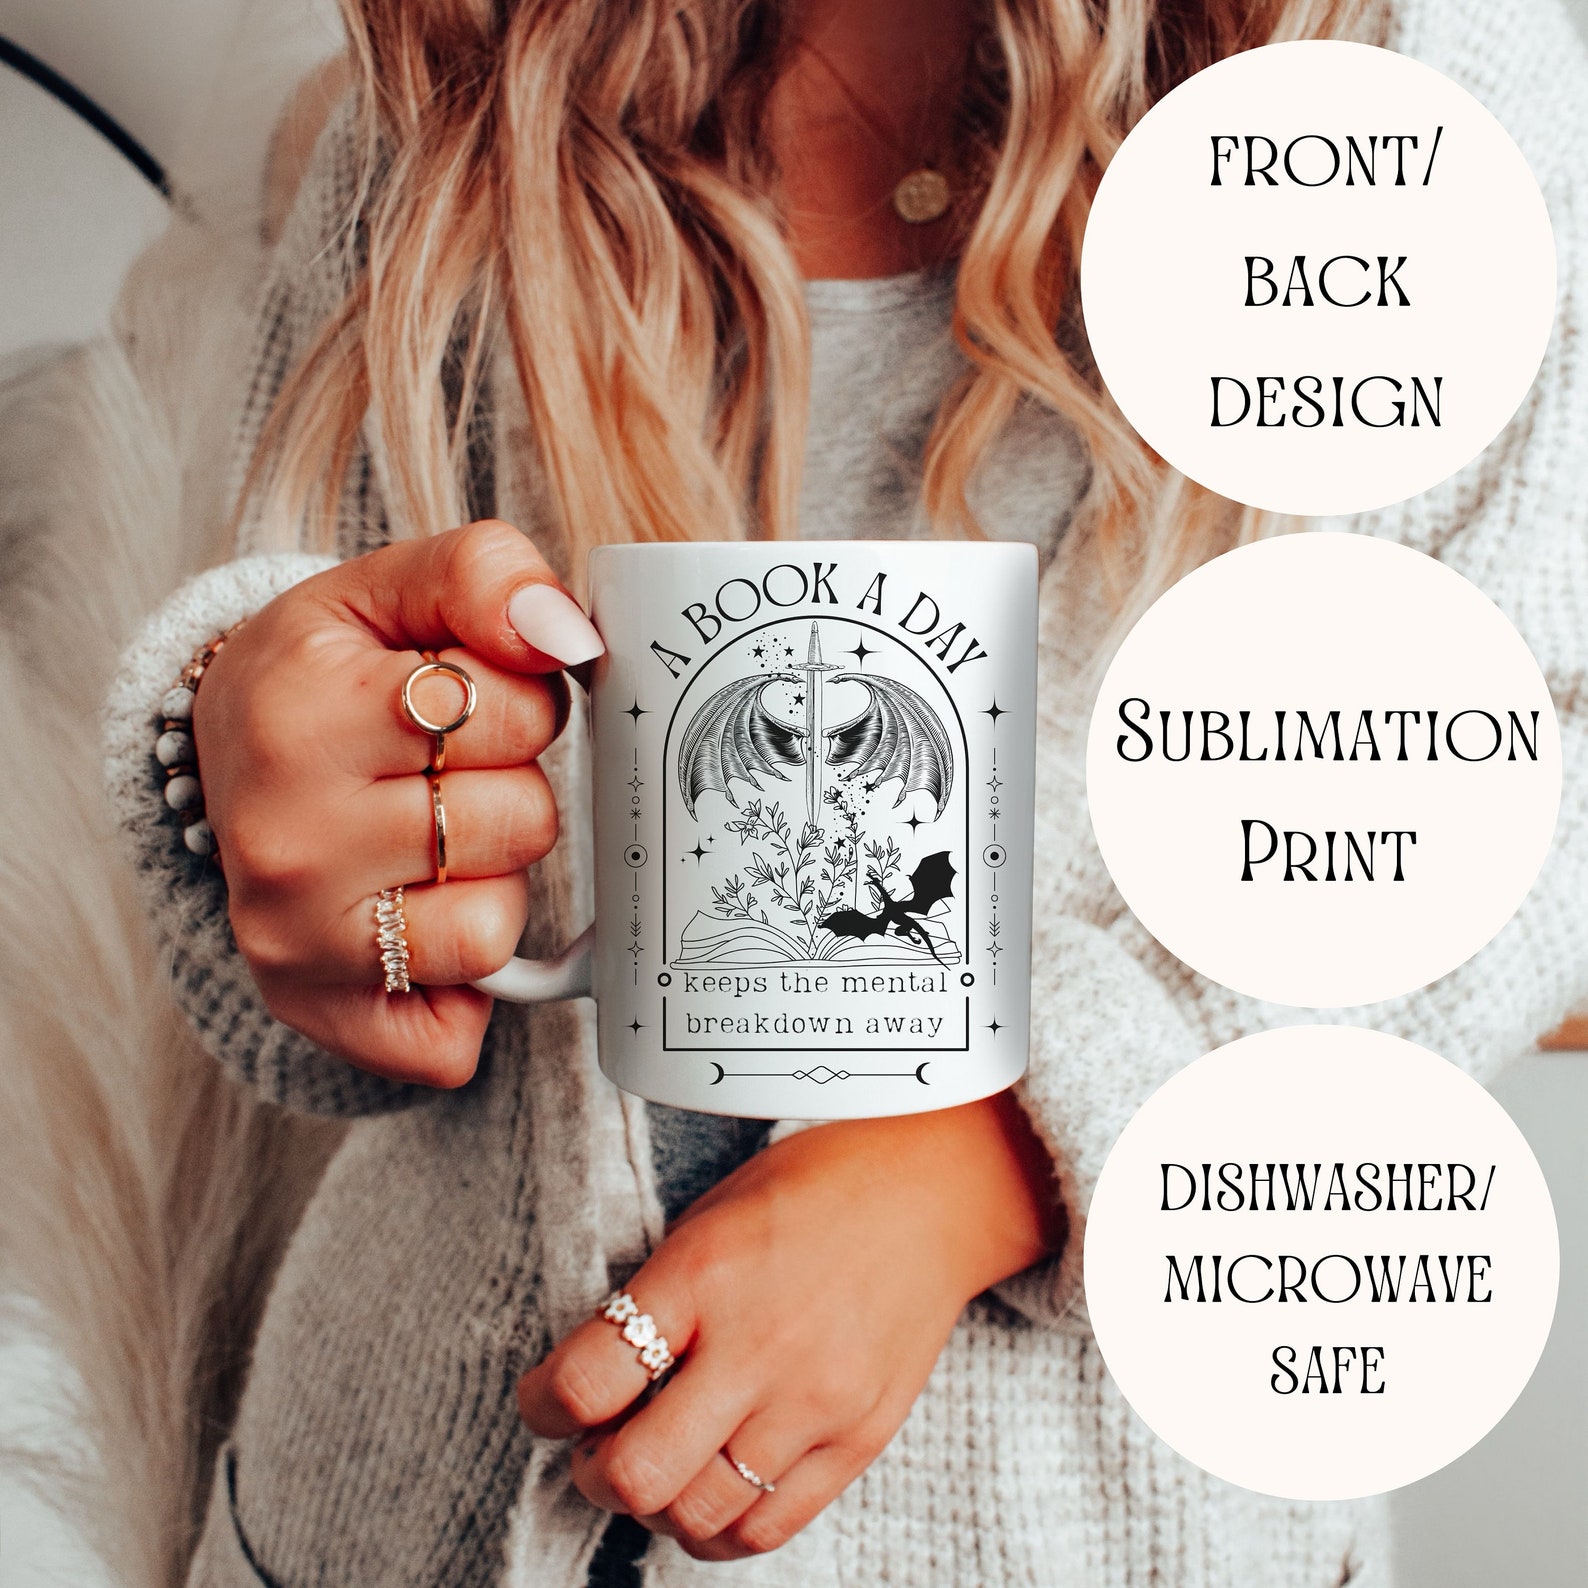 A BOOK A DAY
keeps the mental
breakdown away
FRONT/
BACK
DESIGN
SUBLIMATION
PRINT
DISHWASHER/
MICROWAVE
SAFE